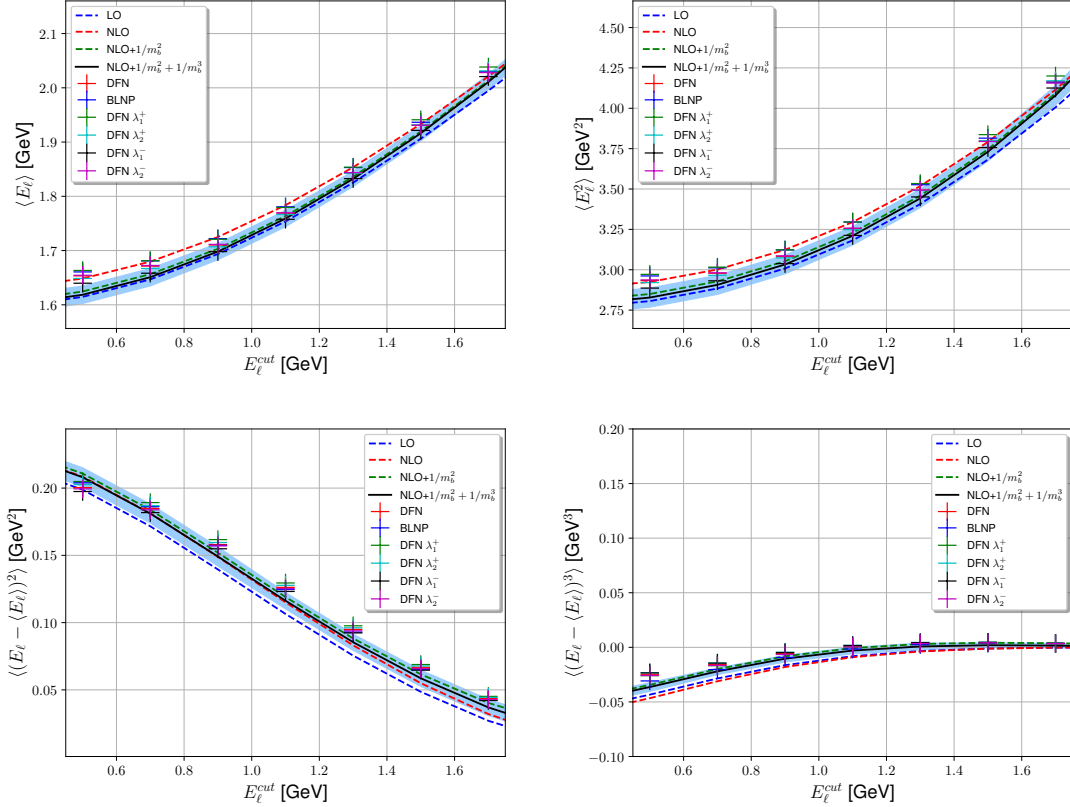 2.1
2.0
1.9
1.8
1.7
1.6
⟨E_ℓ⟩ [GeV]
LO
NLO
NLO+1/m_b^2
NLO+1/m_b^2 + 1/m_b^3
DFN
BLNP
DFN λ_1^+
DFN λ_2^+
DFN λ_1^-
DFN λ_2^-
0.6 0.8 1.0 1.2 1.4 1.6
E_ℓ^{cut} [GeV]
4.50
4.25
4.00
3.75
3.50
3.25
3.00
2.75
⟨E_ℓ^2⟩ [GeV^2]
LO
NLO
NLO+1/m_b^2
NLO+1/m_b^2 + 1/m_b^3
DFN
BLNP
DFN λ_1^+
DFN λ_2^+
DFN λ_1^-
DFN λ_2^-
0.6 0.8 1.0 1.2 1.4 1.6
E_ℓ^{cut} [GeV]
0.20
0.15
0.10
0.05
⟨(E_ℓ − ⟨E_ℓ⟩)^2⟩ [GeV^2]
LO
NLO
NLO+1/m_b^2
NLO+1/m_b^2 + 1/m_b^3
DFN
BLNP
DFN λ_1^+
DFN λ_2^+
DFN λ_1^-
DFN λ_2^-
0.6 0.8 1.0 1.2 1.4 1.6
E_ℓ^{cut} [GeV]
0.20
0.15
0.10
0.05
0.00
−0.05
−0.10
⟨(E_ℓ − ⟨E_ℓ⟩)^3⟩ [GeV^3]
LO
NLO
NLO+1/m_b^2
NLO+1/m_b^2 + 1/m_b^3
DFN
BLNP
DFN λ_1^+
DFN λ_2^+
DFN λ_1^-
DFN λ_2^-
0.6 0.8 1.0 1.2 1.4 1.6
E_ℓ^{cut} [GeV]